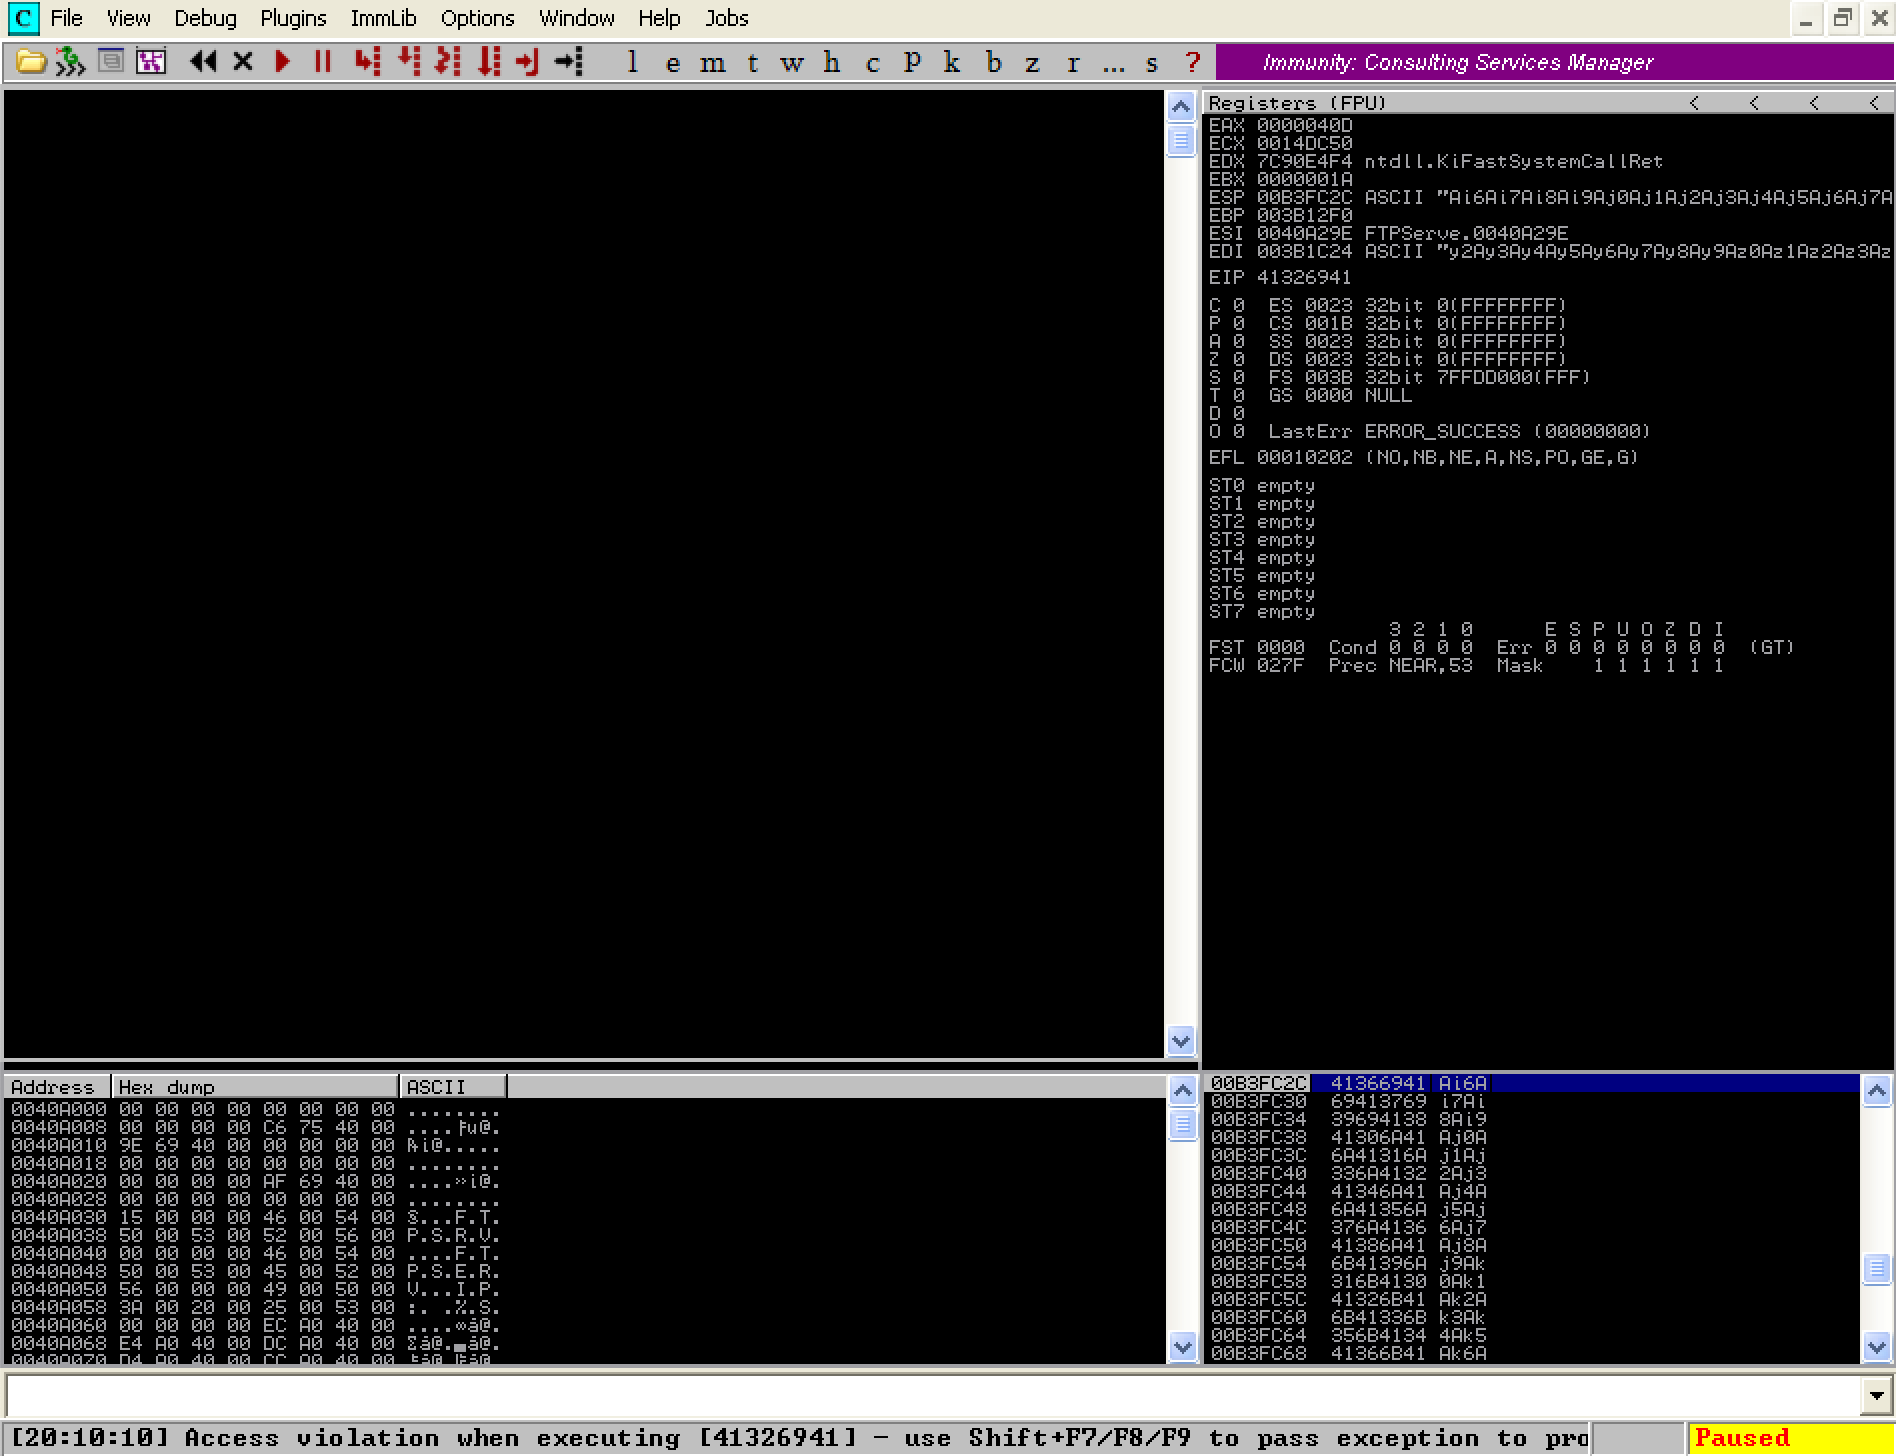 C File View Debug Plugins ImmLib Options Window Help Jobs
l e m t w h c P k b z r ... s ? Immunity: Consulting Services Manager
Registers (FPU) < < < <
EAX 0000040D
ECX 0014DC50
EDX 7C90E4F4 ntdll.KiFastSystemCallRet
EBX 0000001A
ESP 00B3FC2C ASCII "Ai6Ai7Ai8Ai9Aj0Aj1Aj2Aj3Aj4Aj5Aj6Aj7A
EBP 003B12F0
ESI 0040A29E FTPServe.0040A29E
EDI 003B1C24 ASCII "y2Ay3Ay4Ay5Ay6Ay7Ay8Ay9Az0Az1Az2Az3Az
EIP 41326941
C 0 ES 0023 32bit 0(FFFFFFFF)
P 0 CS 001B 32bit 0(FFFFFFFF)
A 0 SS 0023 32bit 0(FFFFFFFF)
Z 0 DS 0023 32bit 0(FFFFFFFF)
S 0 FS 003B 32bit 7FFDD000(FFF)
T 0 GS 0000 NULL
D 0
O 0 LastErr ERROR_SUCCESS (00000000)
EFL 00010202 (NO,NB,NE,A,NS,PO,GE,G)
ST0 empty
ST1 empty
ST2 empty
ST3 empty
ST4 empty
ST5 empty
ST6 empty
ST7 empty
3 2 1 0 E S P U O Z D I
FST 0000 Cond 0 0 0 0 Err 0 0 0 0 0 0 0 0 (GT)
FCW 027F Prec NEAR,53 Mask 1 1 1 1 1 1
Address Hex dump ASCII
0040A000 00 00 00 00 00 00 00 00 ........
0040A008 00 00 00 00 C6 75 40 00 ....╞u@.
0040A010 9E 69 40 00 00 00 00 00 ₧i@.....
0040A018 00 00 00 00 00 00 00 00 ........
0040A020 00 00 00 00 AF 69 40 00 ....»i@.
0040A028 00 00 00 00 00 00 00 00 ........
0040A030 15 00 00 00 46 00 54 00 §...F.T.
0040A038 50 00 53 00 52 00 56 00 P.S.R.V.
0040A040 00 00 00 00 46 00 54 00 ....F.T.
0040A048 50 00 53 00 45 00 52 00 P.S.E.R.
0040A050 56 00 00 00 49 00 50 00 V...I.P.
0040A058 3A 00 20 00 25 00 53 00 :. .%.S.
0040A060 00 00 00 00 EC A0 40 00 ....∞á@.
0040A068 E4 A0 40 00 DC A0 40 00 Σá@.▄á@.
0040A070 D4 A0 40 00 CC A0 40 00 ╘á@.╠á@.
00B3FC2C 41366941 Ai6A
00B3FC30 69413769 i7Ai
00B3FC34 39694138 8Ai9
00B3FC38 41306A41 Aj0A
00B3FC3C 6A41316A j1Aj
00B3FC40 336A4132 2Aj3
00B3FC44 41346A41 Aj4A
00B3FC48 6A41356A j5Aj
00B3FC4C 376A4136 6Aj7
00B3FC50 41386A41 Aj8A
00B3FC54 6B41396A j9Ak
00B3FC58 316B4130 0Ak1
00B3FC5C 41326B41 Ak2A
00B3FC60 6B41336B k3Ak
00B3FC64 356B4134 4Ak5
00B3FC68 41366B41 Ak6A
[20:10:10] Access violation when executing [41326941] - use Shift+F7/F8/F9 to pass exception to pro
Paused